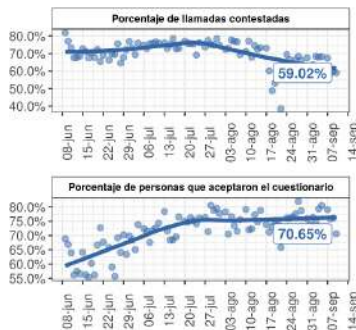 Porcentaje de llamadas contestadas
80.0%
70.0%
60.0%
50.0%
40.0%
59.02%
08-jun
15-jun
22-jun
29-jun
06-jul
13-jul
20-jul
27-jul
03-ago
10-ago
17-ago
24-ago
31-ago
07-sep
14-sep
Porcentaje de personas que aceptaron el cuestionario
80.0%
75.0%
70.0%
65.0%
60.0%
55.0%
70.65%
08-jun
15-jun
22-jun
29-jun
06-jul
13-jul
20-jul
27-jul
03-ago
10-ago
17-ago
24-ago
31-ago
07-sep
14-sep